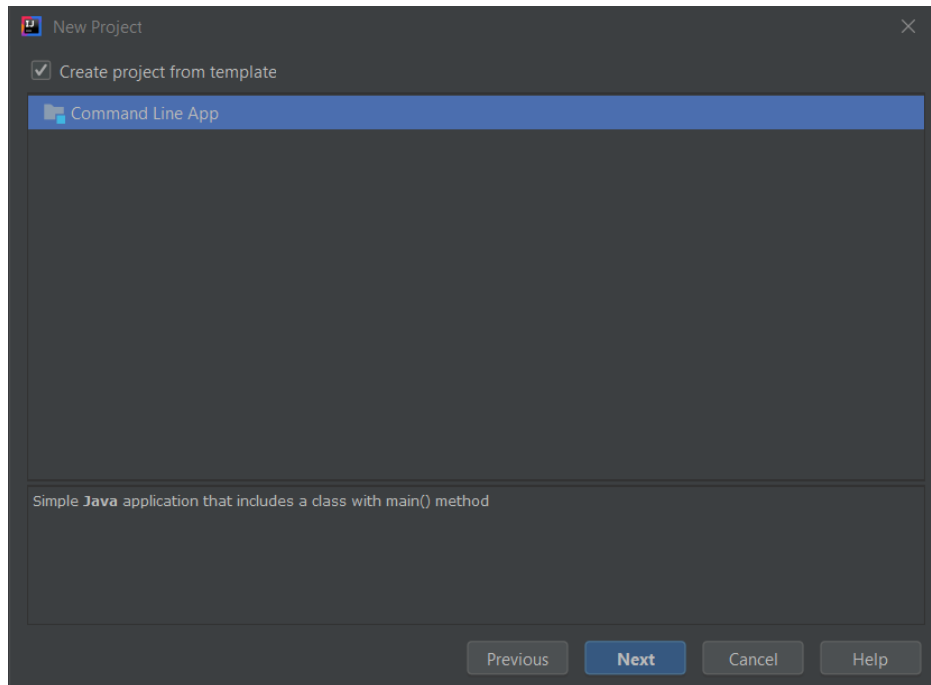 New Project
Create project from template
Command Line App
Simple Java application that includes a class with main() method
Previous Next Cancel Help